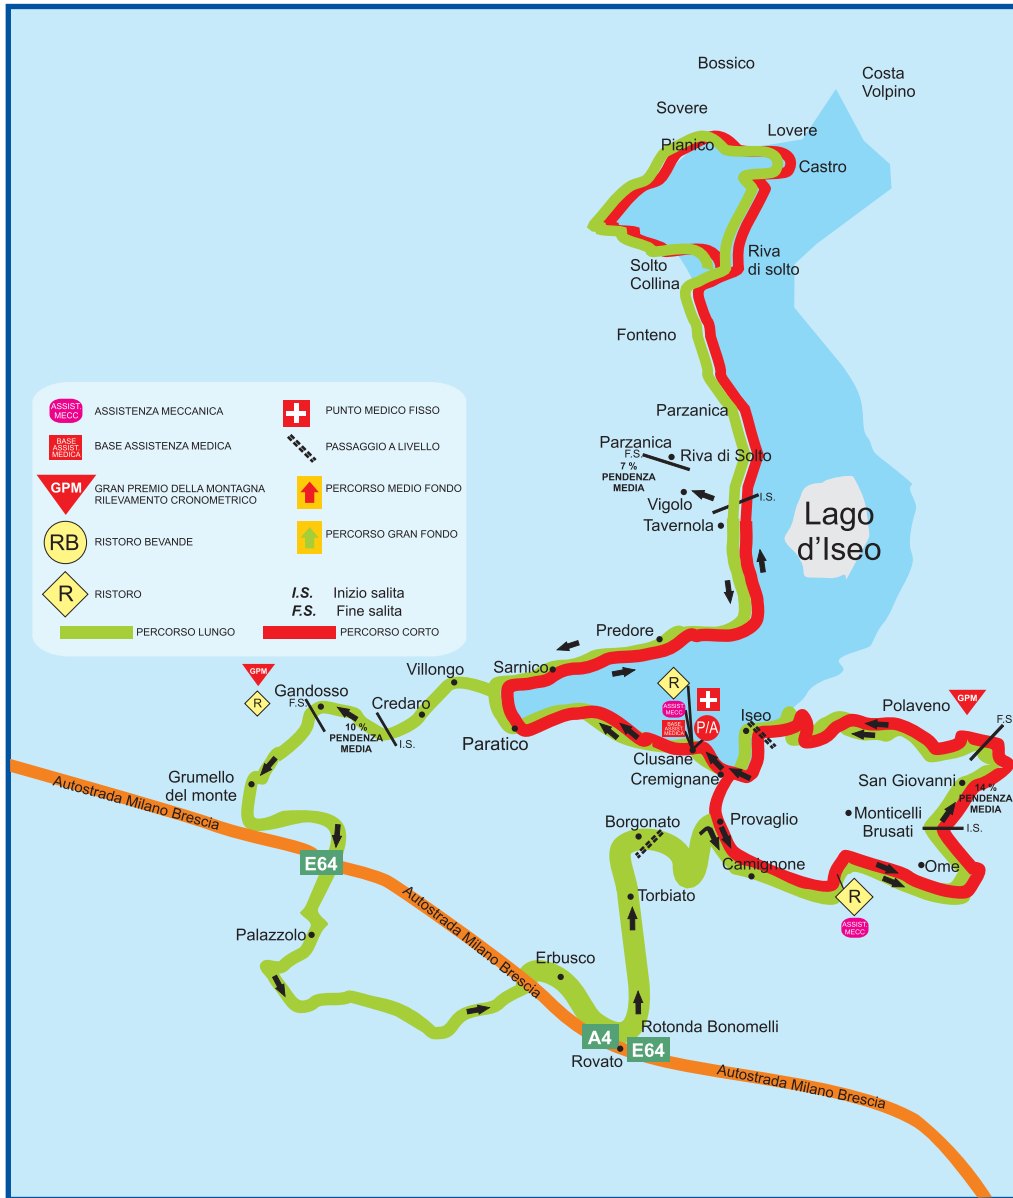 Bossico
Costa
Volpino
Sovere
Lovere
Pianico
Castro
Riva
di solto
Solto
Collina
Fonteno
Parzanica
Parzanica
F.S.
Riva di Solto
7 %
PENDENZA
MEDIA
Vigolo
I.S.
Tavernola
Lago
d'Iseo
ASSIST.
MECC
ASSISTENZA MECCANICA
BASE
ASSIST.
MEDICA
BASE ASSISTENZA MEDICA
GPM
GRAN PREMIO DELLA MONTAGNA
RILEVAMENTO CRONOMETRICO
RB
RISTORO BEVANDE
R
RISTORO
PUNTO MEDICO FISSO
PASSAGGIO A LIVELLO
PERCORSO MEDIO FONDO
PERCORSO GRAN FONDO
I.S. Inizio salita
F.S. Fine salita
PERCORSO LUNGO
PERCORSO CORTO
Predore
Sarnico
Villongo
GPM
R
Gandosso
F.S.
Credaro
10 %
PENDENZA
MEDIA
I.S.
Paratico
R
ASSIST.
MECC
BASE
ASSIST.
MEDICA
P/A
Iseo
Clusane
Cremignane
Polaveno
GPM
F.S.
San Giovanni
14 %
PENDENZA
MEDIA
Monticelli
Brusati
I.S.
Ome
Grumello
del monte
Autostrada Milano Brescia
E64
Borgonato
Provaglio
Camignone
R
ASSIST.
MECC
Torbiato
Autostrada Milano Brescia
Palazzolo
Erbusco
A4
Rotonda Bonomelli
E64
Rovato
Autostrada Milano Brescia